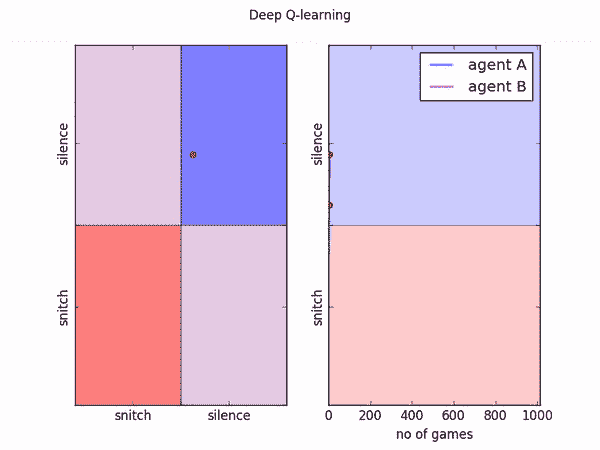 Deep Q-learning
silence
snitch
snitch silence
silence
snitch
agent A
agent B
0 200 400 600 800 1000
no of games